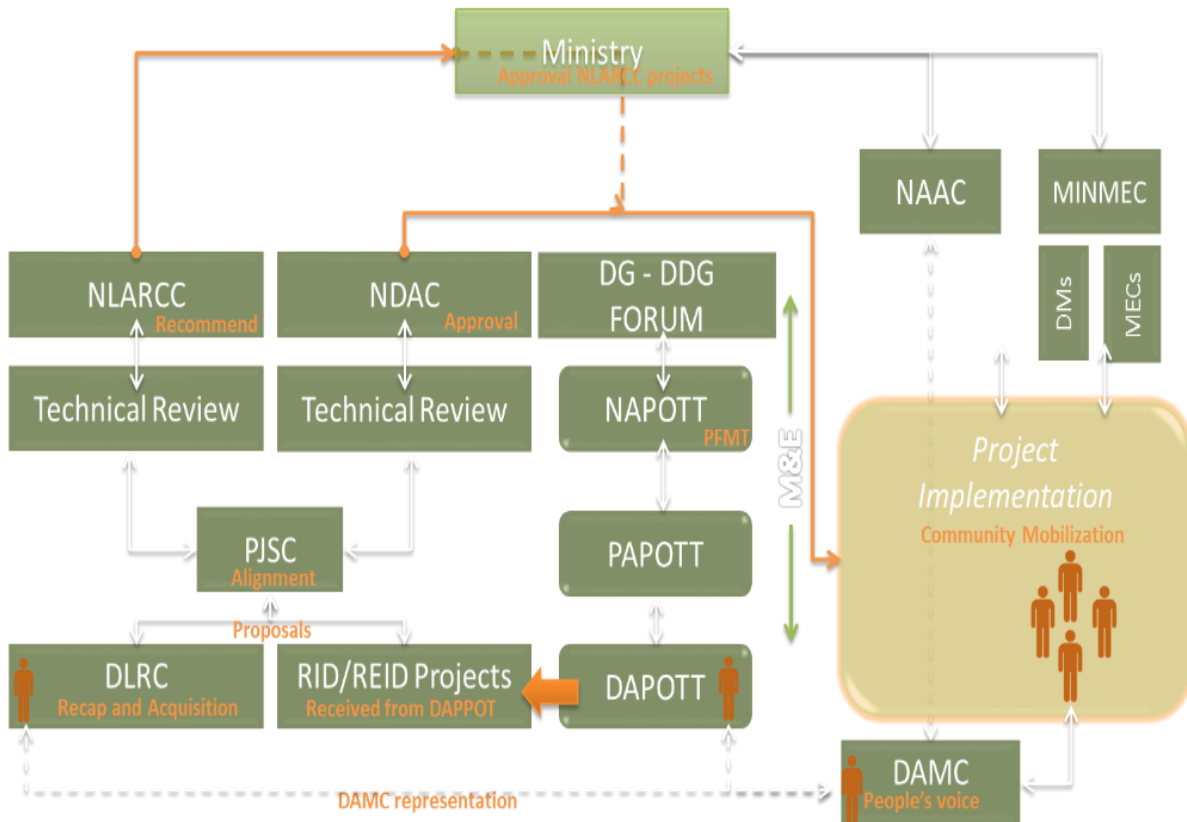 Ministry
Approval NLARCC projects
NAAC
MINMEC
NLARCC
Recommend
NDAC
Approval
DG - DDG
FORUM
DMs
MECs
Technical Review
Technical Review
NAPOTT
PFMT
M&E
Project
Implementation
Community Mobilization
PJSC
Alignment
PAPOTT
Proposals
DLRC
Recap and Acquisition
RID/REID Projects
Received from DAPPOT
DAPOTT
DAMC
People's voice
DAMC representation